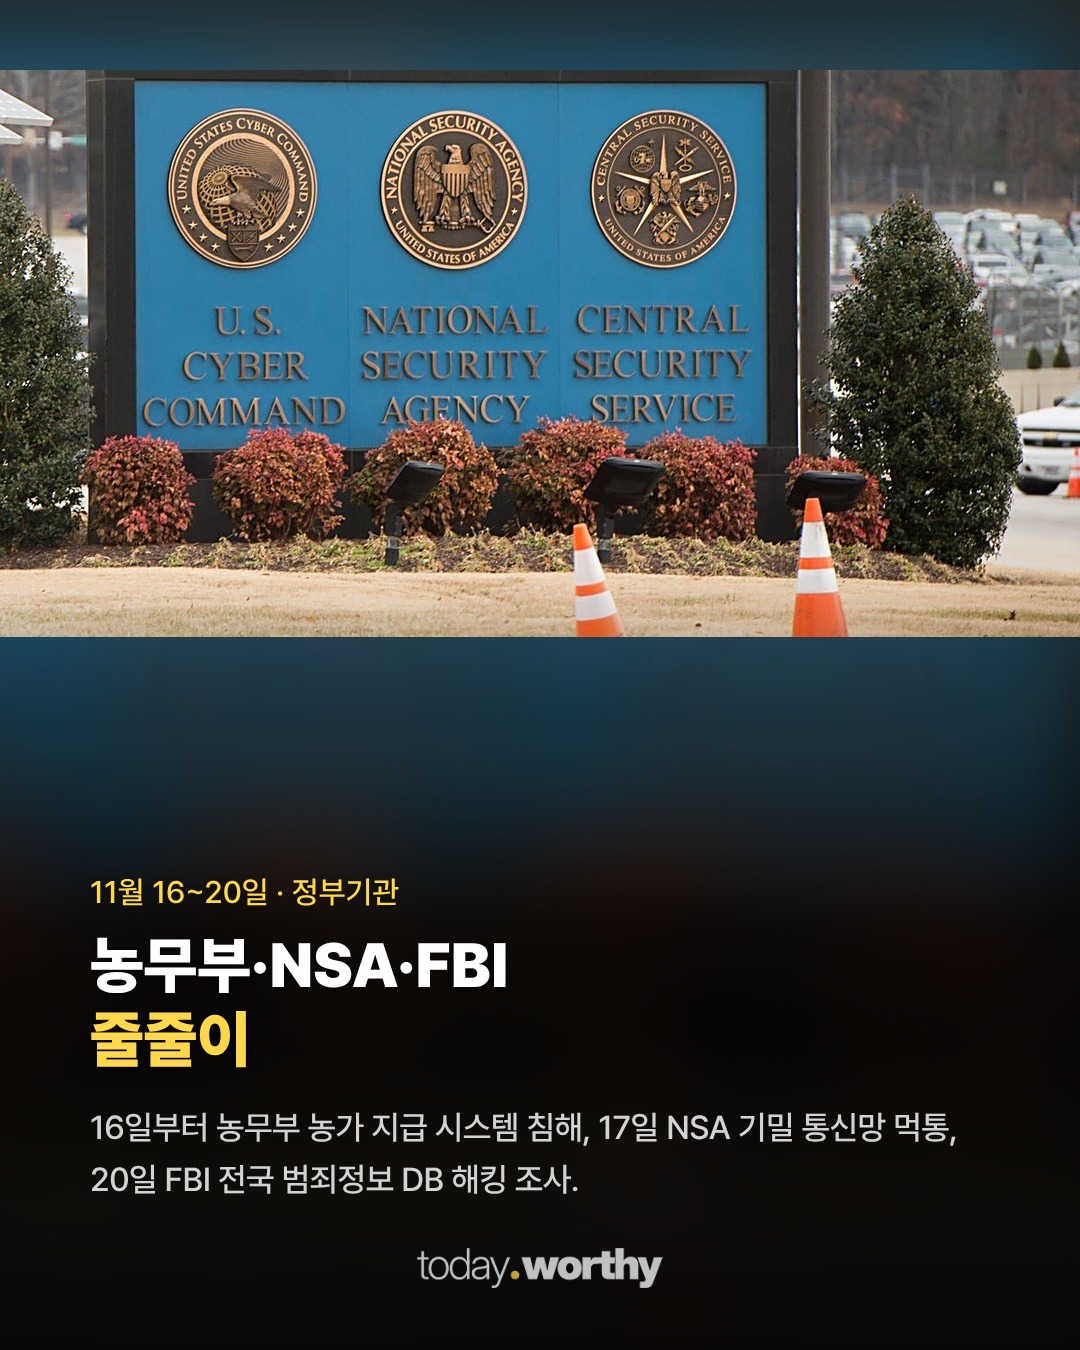 UNITED STATES CYBER COMMAND
NATIONAL SECURITY AGENCY
UNITED STATES OF AMERICA
CENTRAL SECURITY SERVICE
UNITED STATES OF AMERICA
U.S.
CYBER
COMMAND
NATIONAL
SECURITY
AGENCY
CENTRAL
SECURITY
SERVICE
11월 16~20일 · 정부기관
농무부·NSA·FBI
줄줄이
16일부터 농무부 농가 지급 시스템 침해, 17일 NSA 기밀 통신망 먹통,
20일 FBI 전국 범죄정보 DB 해킹 조사.
today.worthy